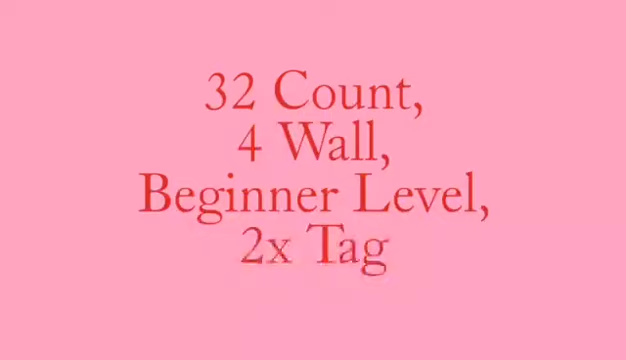 32 Count,
4 Wall,
Beginner Level,
2x Tag